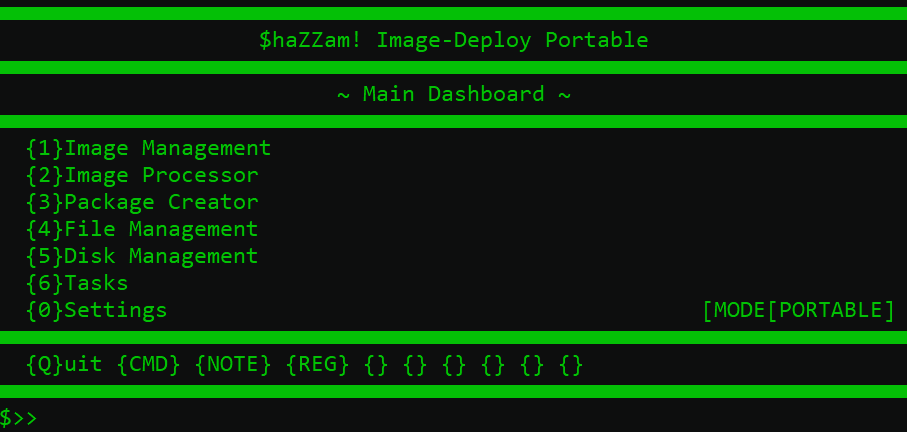 $haZZam! Image-Deploy Portable
~ Main Dashboard ~
{1}Image Management
{2}Image Processor
{3}Package Creator
{4}File Management
{5}Disk Management
{6}Tasks
{0}Settings [MODE[PORTABLE]
{Q}uit {CMD} {NOTE} {REG} {} {} {} {} {} {}
$>>